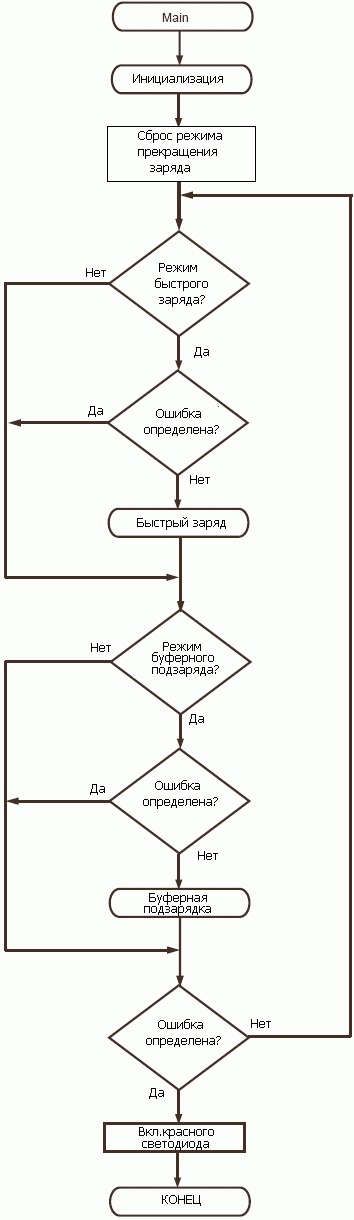 Main
Инициализация
Сброс режима
прекращения
заряда
Режим
быстрого
заряда?
Нет
Да
Ошибка
определена?
Да
Нет
Быстрый заряд
Режим
буферного
подзаряда?
Нет
Да
Ошибка
определена?
Да
Нет
Буферная
подзарядка
Ошибка
определена?
Нет
Да
Вкл.красного
светодиода
КОНЕЦ